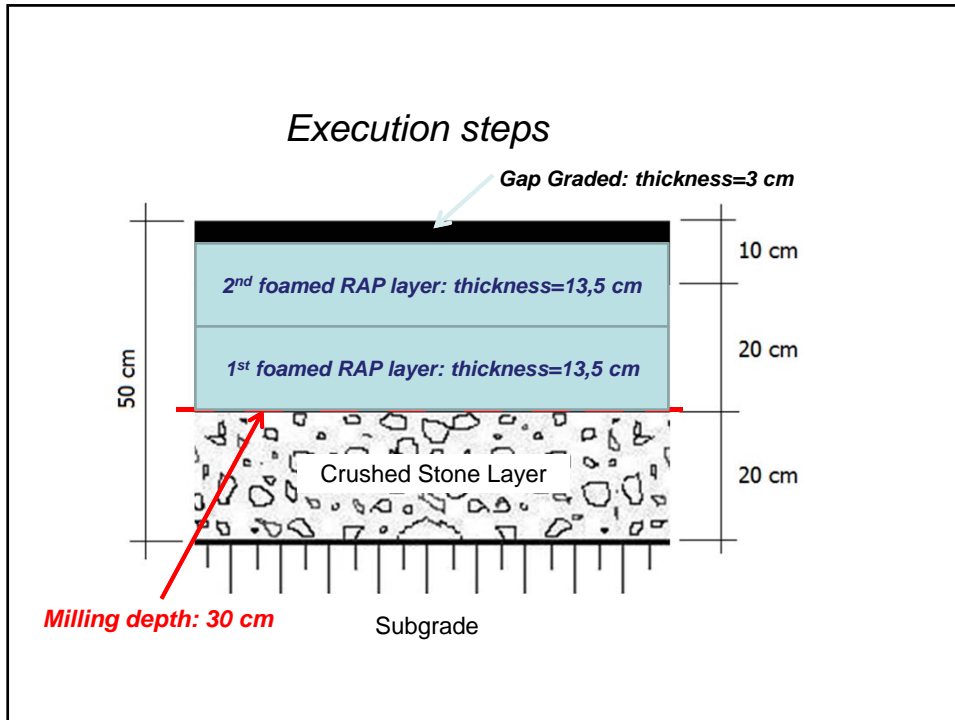 Execution steps
Gap Graded: thickness=3 cm
10 cm
2nd foamed RAP layer: thickness=13,5 cm
1st foamed RAP layer: thickness=13,5 cm
20 cm
50 cm
Crushed Stone Layer
20 cm
Milling depth: 30 cm
Subgrade